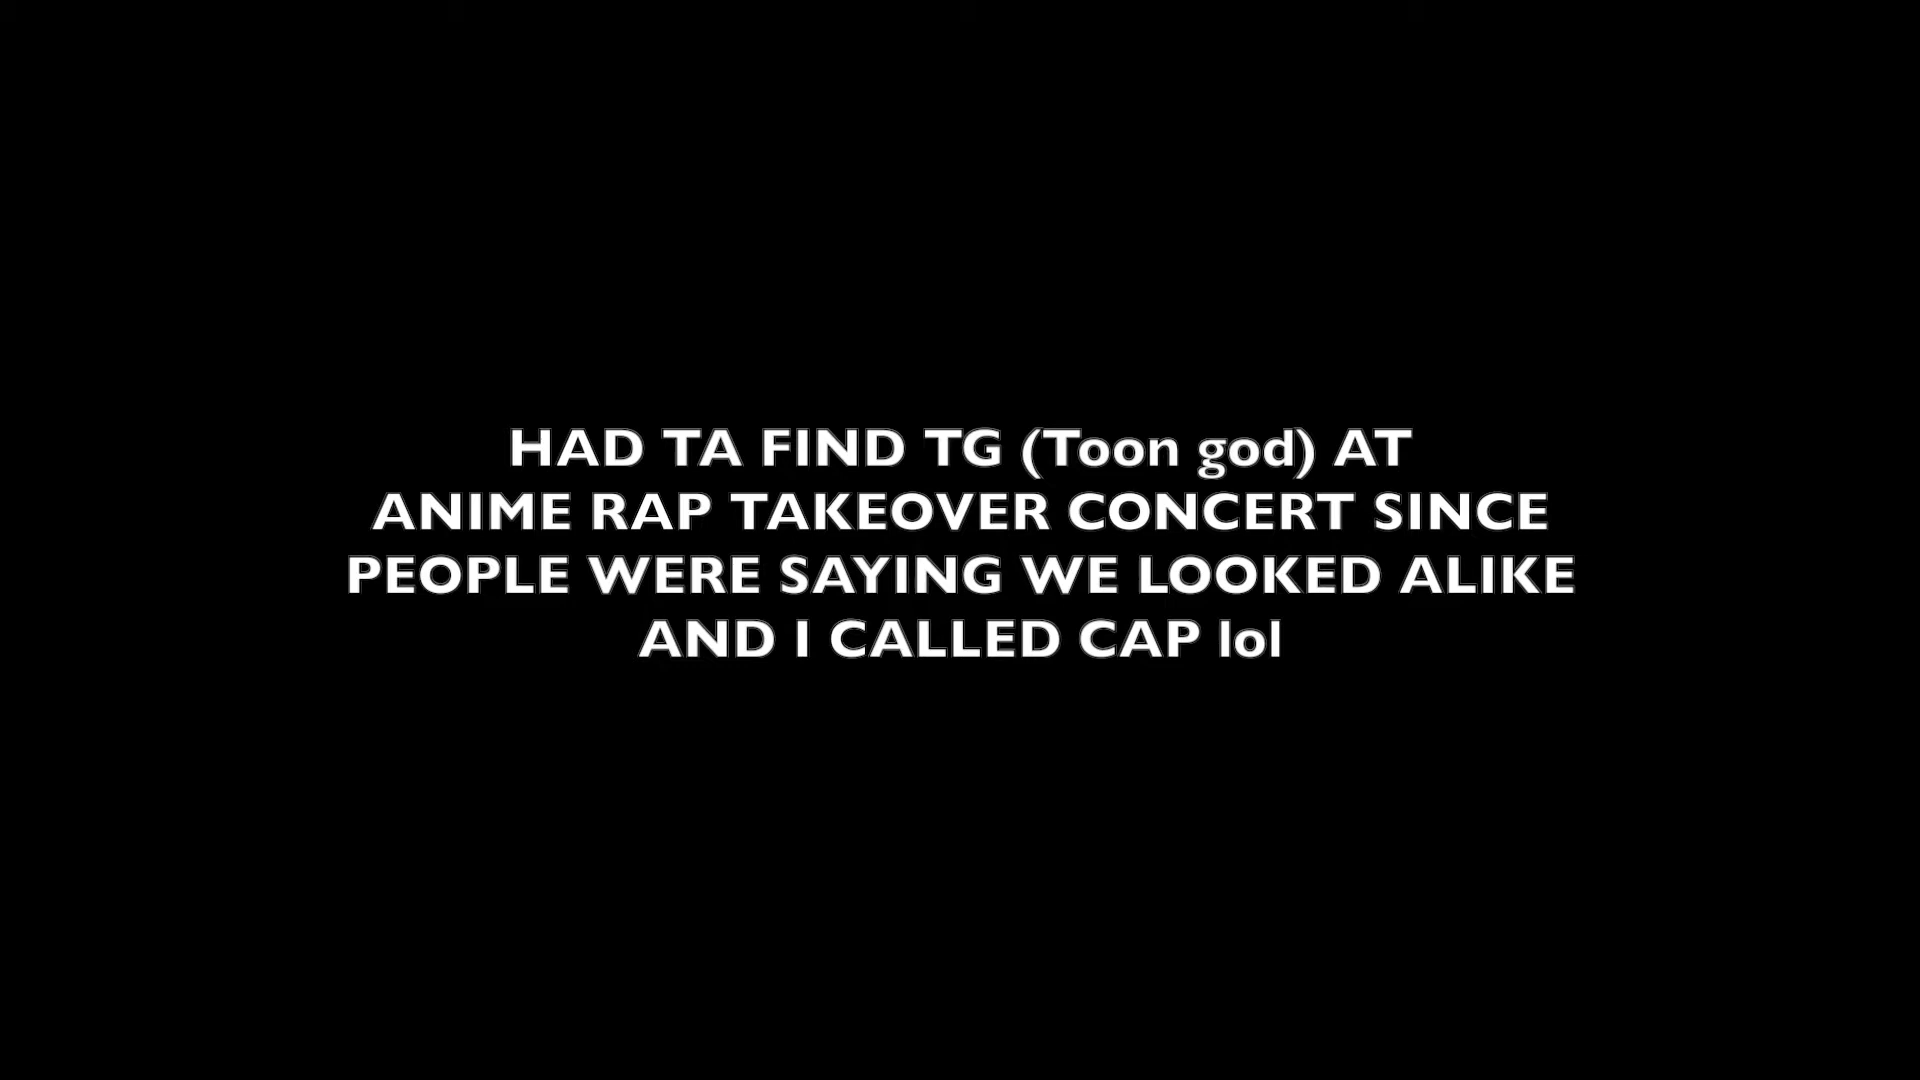 HAD TA FIND TG (Toon god) AT
ANIME RAP TAKEOVER CONCERT SINCE
PEOPLE WERE SAYING WE LOOKED ALIKE
AND I CALLED CAP lol